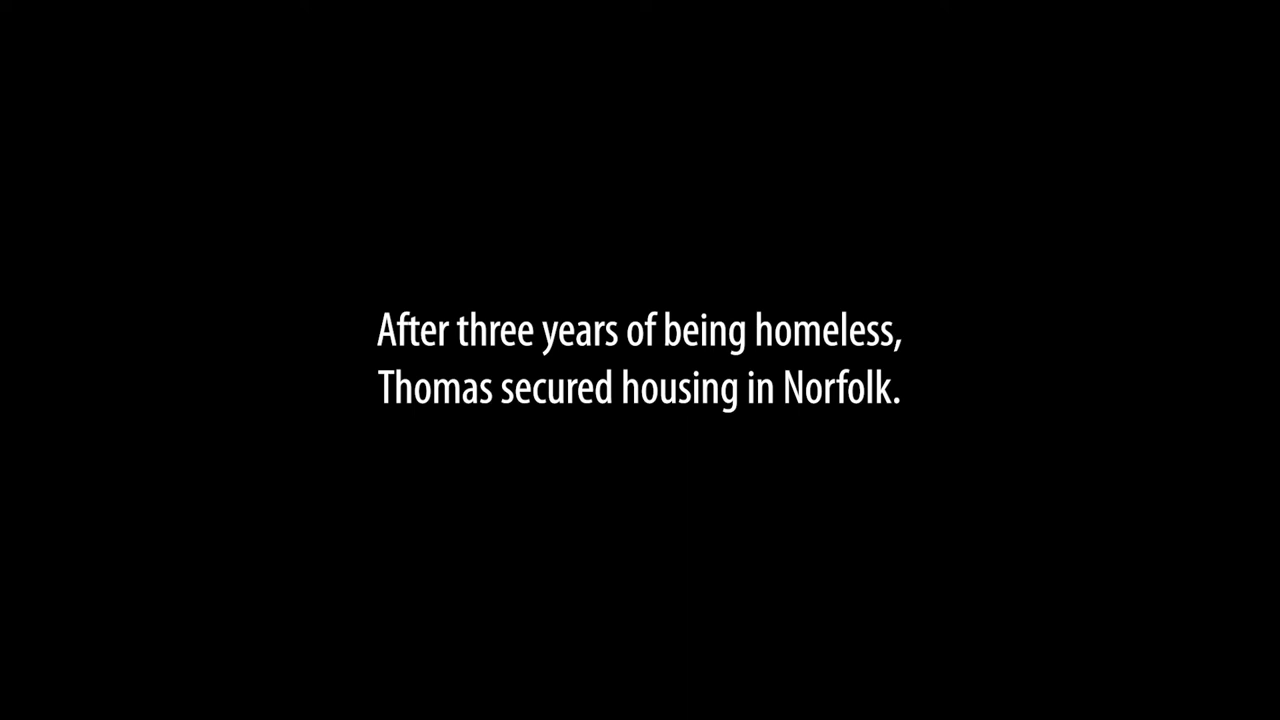 After three years of being homeless,
Thomas secured housing in Norfolk.